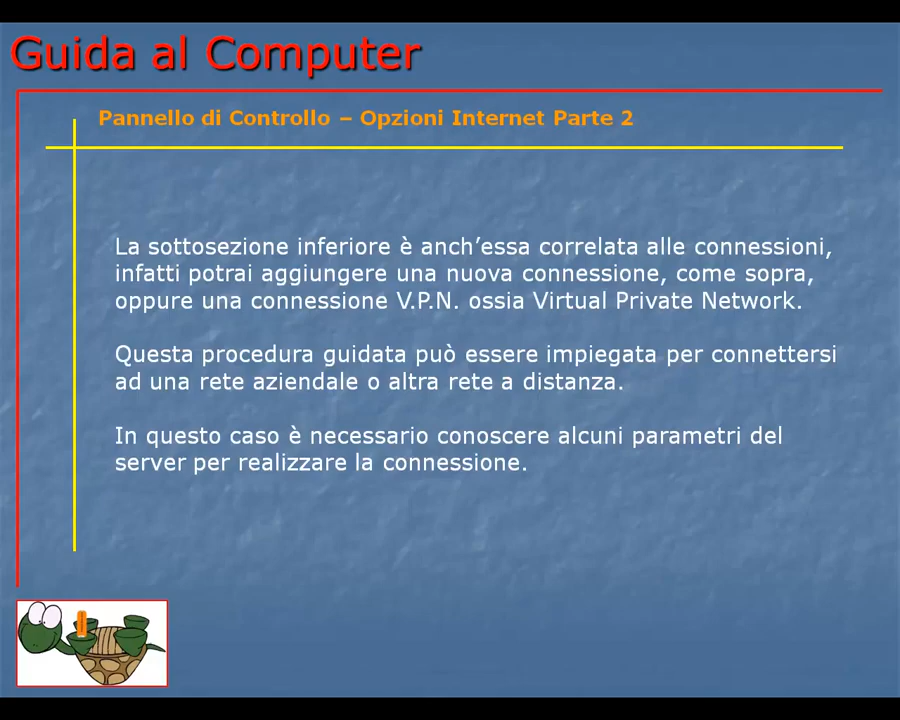 Guida al Computer
Pannello di Controllo – Opzioni Internet Parte 2
La sottosezione inferiore è anch’essa correlata alle connessioni,
infatti potrai aggiungere una nuova connessione, come sopra,
oppure una connessione V.P.N. ossia Virtual Private Network.
Questa procedura guidata può essere impiegata per connettersi
ad una rete aziendale o altra rete a distanza.
In questo caso è necessario conoscere alcuni parametri del
server per realizzare la connessione.